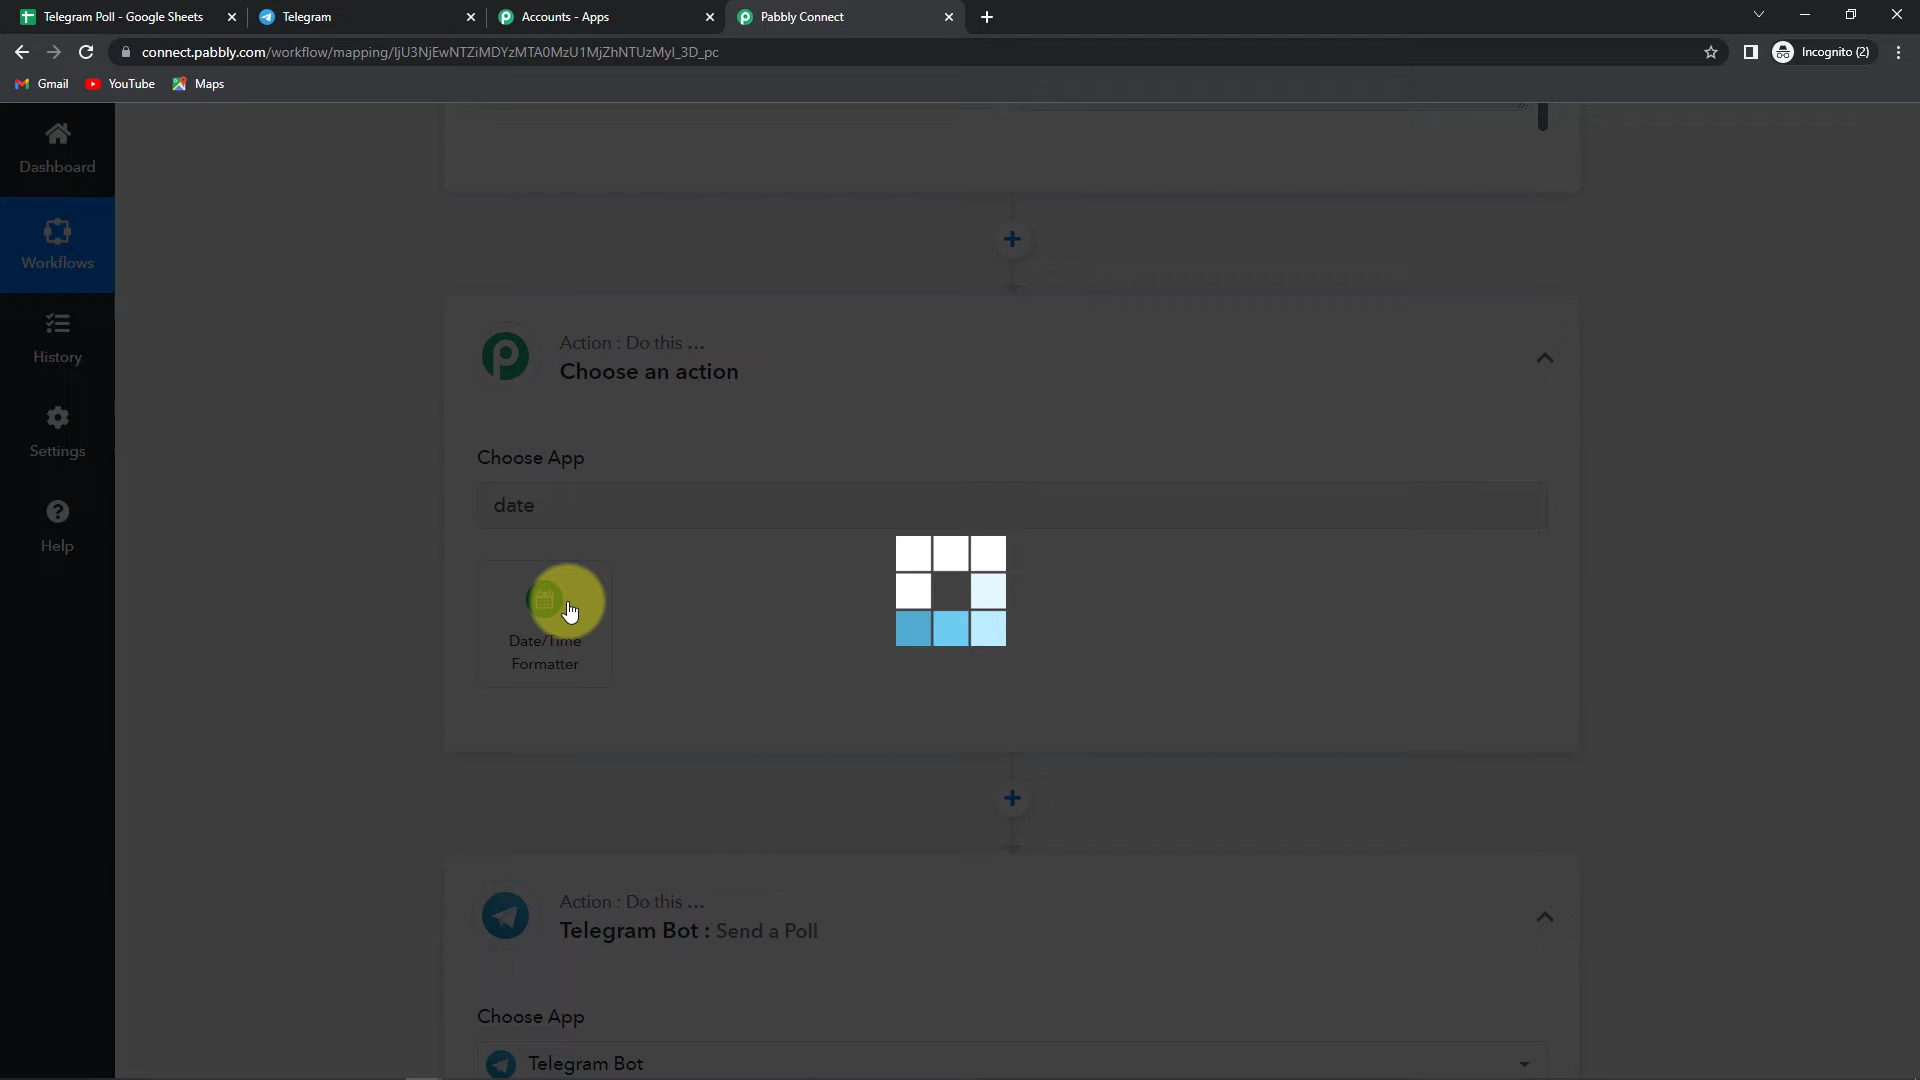 Telegram Poll - Google Sheets
Telegram
Accounts - Apps
Pabbly Connect
connect.pabbly.com/workflow/mapping/IjU3NjEwNTZiMDYzMTA0MzU1MjZhNTUzMyI_3D_pc
Incognito (2)
Gmail
YouTube
Maps
Dashboard
Workflows
History
Settings
Help
Action : Do this ...
Choose an action
Choose App
date
Date/Time
Formatter
Action : Do this ...
Telegram Bot : Send a Poll
Choose App
Telegram Bot